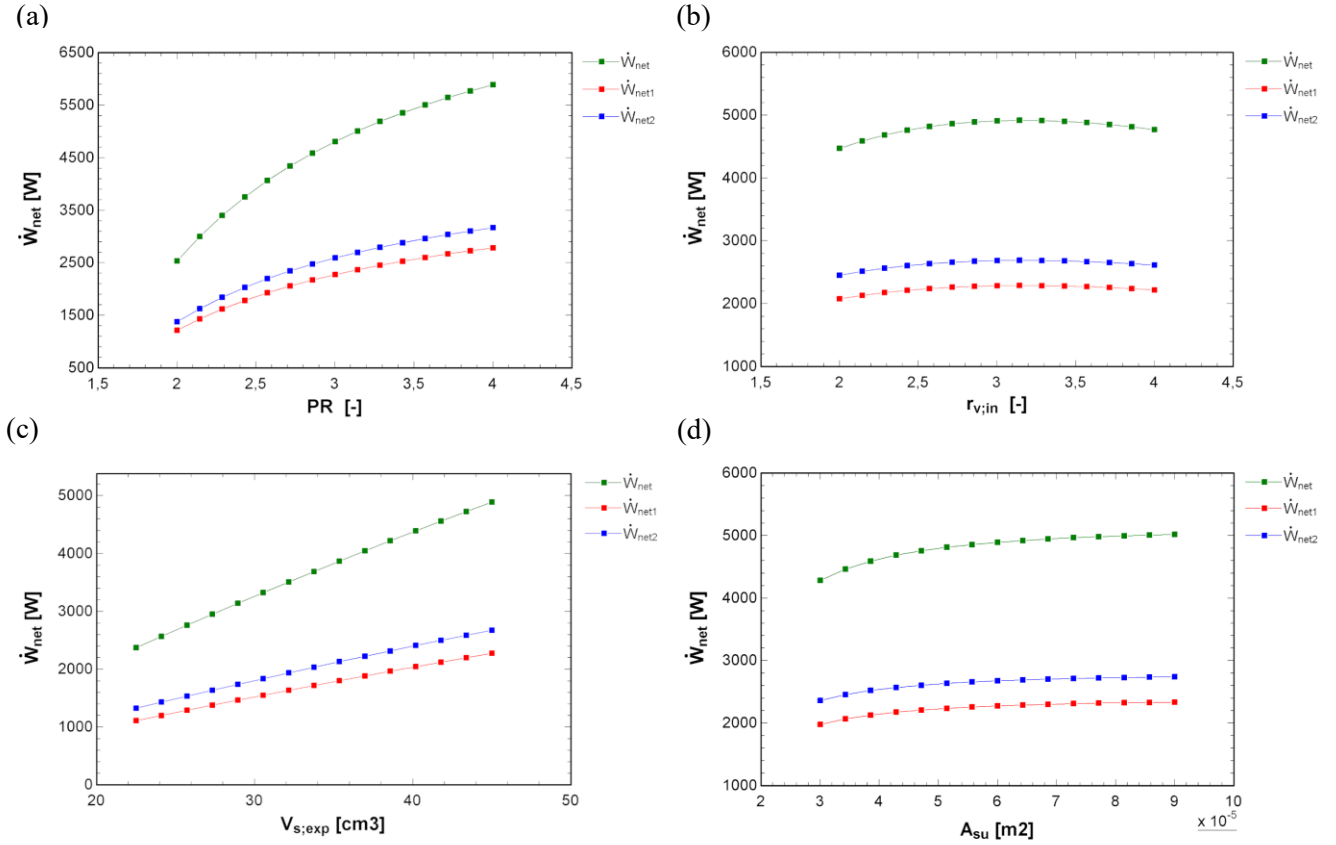 (a)
6500
5500
4500
3500
2500
1500
500
1,5 2 2,5 3 3,5 4 4,5
PR [-]
Ẇnet [W]
Ẇnet
Ẇnet1
Ẇnet2
(b)
6000
5000
4000
3000
2000
1000
1,5 2 2,5 3 3,5 4 4,5
rv;in [-]
Ẇnet [W]
Ẇnet
Ẇnet1
Ẇnet2
(c)
5000
4000
3000
2000
1000
0
20 30 40 50
Vs;exp [cm3]
Ẇnet [W]
Ẇnet
Ẇnet1
Ẇnet2
(d)
6000
5000
4000
3000
2000
1000
2 3 4 5 6 7 8 9 10
x 10-5
Asu [m2]
Ẇnet [W]
Ẇnet
Ẇnet1
Ẇnet2